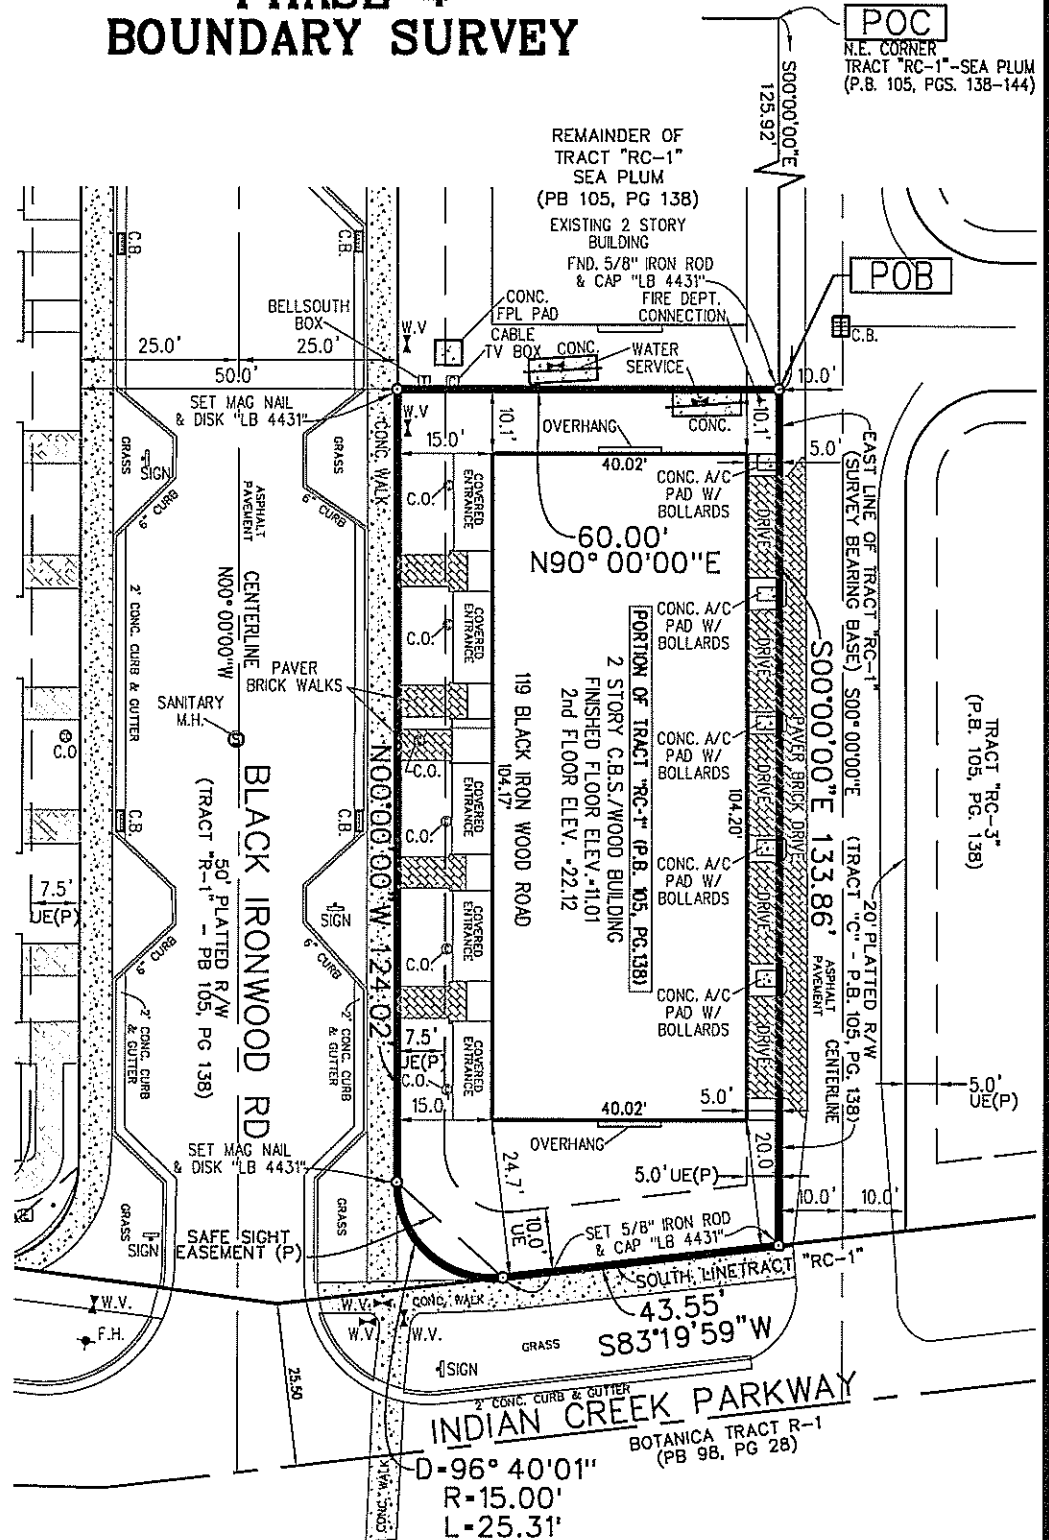 BOUNDARY SURVEY
POC
N.E. CORNER
TRACT "RC-1"-SEA PLUM
(P.B. 105, PGS. 138-144)
S00°00'00"E
125.92'
REMAINDER OF
TRACT "RC-1"
SEA PLUM
(PB 105, PG 138)
EXISTING 2 STORY
BUILDING
FND. 5/8" IRON ROD
& CAP "LB 4431"
FIRE DEPT.
CONNECTION
POB
C.B.
C.B.
C.B.
BELLSOUTH
BOX
CONC.
FPL PAD
W.V
CABLE
TV BOX
CONC.
WATER
SERVICE
25.0'
25.0'
50.0'
10.0'
SET MAG NAIL
& DISK "LB 4431"
W.V
CONC. WALK
15.0'
10.1'
OVERHANG
40.02'
CONC.
10.1'
5.0'
GRASS
SIGN
6" CURB
GRASS
6" CURB
ASPHALT
PAVEMENT
C.O.
COVERED
ENTRANCE
60.00'
N90°00'00"E
CONC. A/C
PAD W/
BOLLARDS
DRIVE
EAST LINE OF TRACT "RC-1"
(SURVEY BEARING BASE) S00°00'00"E
2' CONC. CURB & GUTTER
CENTERLINE
N00°00'00"W
C.O.
COVERED
ENTRANCE
CONC. A/C
PAD W/
BOLLARDS
DRIVE
PAVER
BRICK WALKS
SANITARY
M.H.
C.O
C.O.
119 BLACK IRON WOOD ROAD
104.17'
2 STORY C.B.S./WOOD BUILDING
FINISHED FLOOR ELEV.=11.01
2nd FLOOR ELEV. =22.12
PORTION OF TRACT "RC-1" (P.B. 105, PG.138)
CONC. A/C
PAD W/
BOLLARDS
DRIVE
104.20'
PAVER BRICK DRIVE
S00°00'00"E 133.86'
TRACT "RC-3"
(P.B. 105, PG. 138)
BLACK IRONWOOD RD
50' PLATTED R/W
(TRACT "R-1" - PB 105, PG 138)
N00°00'00"W 124.02'
C.B.
C.B.
C.O.
COVERED
ENTRANCE
CONC. A/C
PAD W/
BOLLARDS
DRIVE
20' PLATTED R/W
(TRACT "C" - P.B. 105, PG. 138)
7.5'
UE(P)
SIGN
6" CURB
6" CURB
C.O.
COVERED
ENTRANCE
CONC. A/C
PAD W/
BOLLARDS
DRIVE
ASPHALT
PAVEMENT
CENTERLINE
2' CONC. CURB
& GUTTER
2' CONC. CURB
& GUTTER
7.5'
UE(P)
C.O.
COVERED
ENTRANCE
15.0
40.02'
5.0'
5.0'
UE(P)
OVERHANG
20.0'
SET MAG NAIL
& DISK "LB 4431"
24.7'
5.0' UE(P)
10.0'
10.0'
GRASS
SIGN
SAFE SIGHT
EASEMENT (P)
GRASS
10.0'
UE
SET 5/8" IRON ROD
& CAP "LB 4431"
SOUTH LINE TRACT "RC-1"
W.V.
F.H.
W.V.
CONC. WALK
W.V.
W.V.
43.55'
S83°19'59"W
GRASS
SIGN
25.50
2' CONC. CURB & GUTTER
INDIAN CREEK PARKWAY
BOTANICA TRACT R-1
(PB 98, PG 28)
CONC. WALK
D=96°40'01"
R=15.00'
L=25.31'